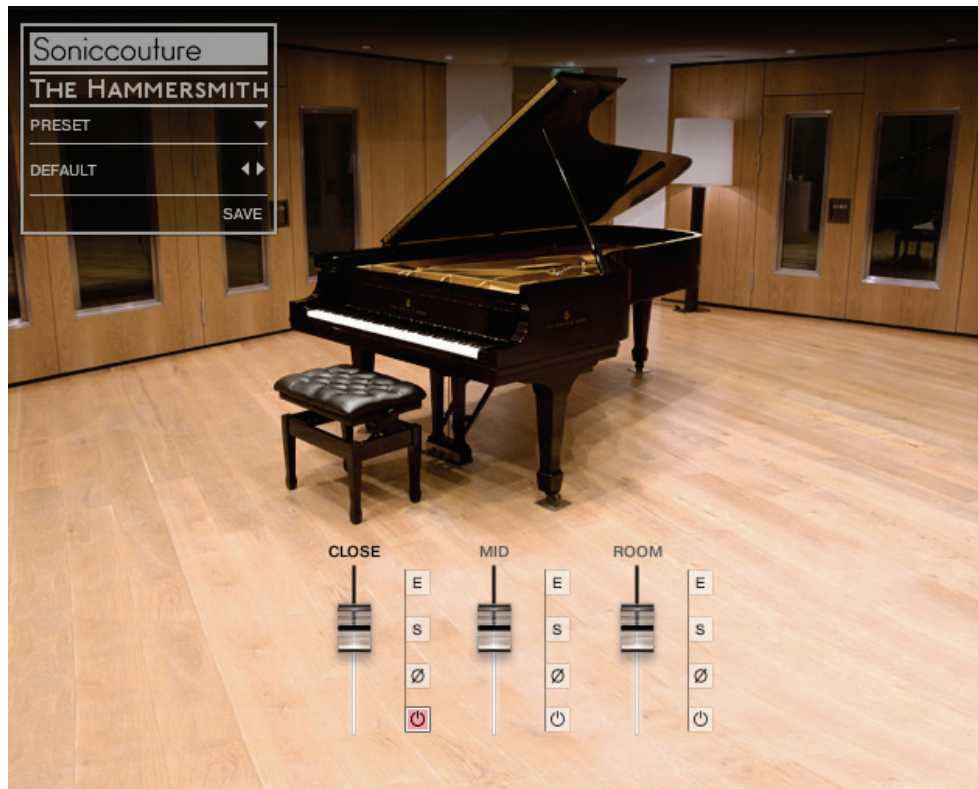 Soniccouture
THE HAMMERSMITH
PRESET
DEFAULT
SAVE
CLOSE MID ROOM
E E E
S S S
Ø Ø Ø